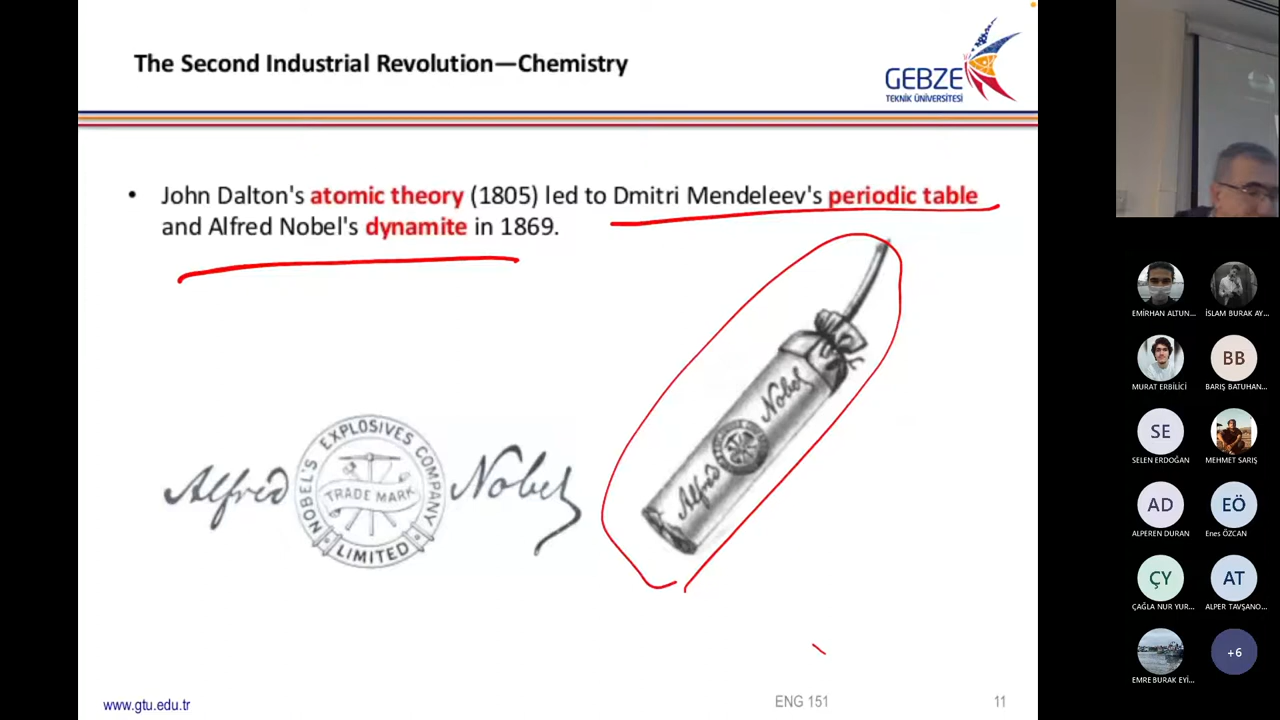 The Second Industrial Revolution—Chemistry
GEBZE
TEKNİK ÜNİVERSİTESİ
• John Dalton's atomic theory (1805) led to Dmitri Mendeleev's periodic table
and Alfred Nobel's dynamite in 1869.
Alfred Nobel
NOBEL'S EXPLOSIVES COMPANY
TRADE MARK
LIMITED
Alfred Nobel
www.gtu.edu.tr
ENG 151
11
EMİRHAN ALTUN...
İSLAM BURAK AY...
MURAT ERBİLİCİ
BB
BARIŞ BATUHAN...
SE
SELEN ERDOĞAN
MEHMET SARIŞ
AD
ALPEREN DURAN
EÖ
Enes ÖZCAN
ÇY
ÇAĞLA NUR YUR...
AT
ALPER TAVŞANO...
EMRE BURAK EYİ...
+6